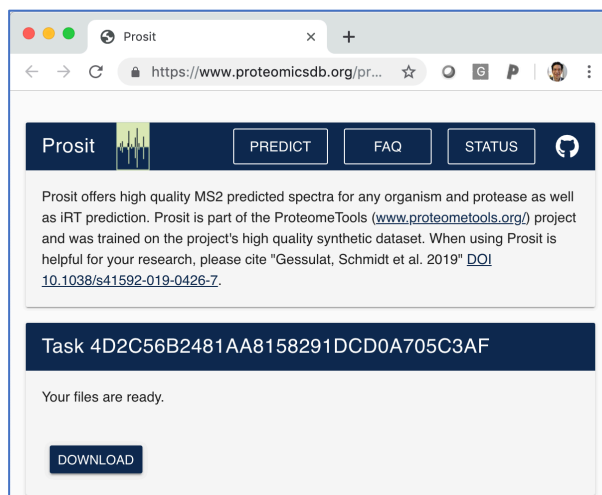 Prosit
https://www.proteomicsdb.org/pr...
G
P
Prosit
PREDICT
FAQ
STATUS
Prosit offers high quality MS2 predicted spectra for any organism and protease as well
as iRT prediction. Prosit is part of the ProteomeTools (www.proteometools.org/) project
and was trained on the project's high quality synthetic dataset. When using Prosit is
helpful for your research, please cite "Gessulat, Schmidt et al. 2019" DOI
10.1038/s41592-019-0426-7.
Task 4D2C56B2481AA8158291DCD0A705C3AF
Your files are ready.
DOWNLOAD